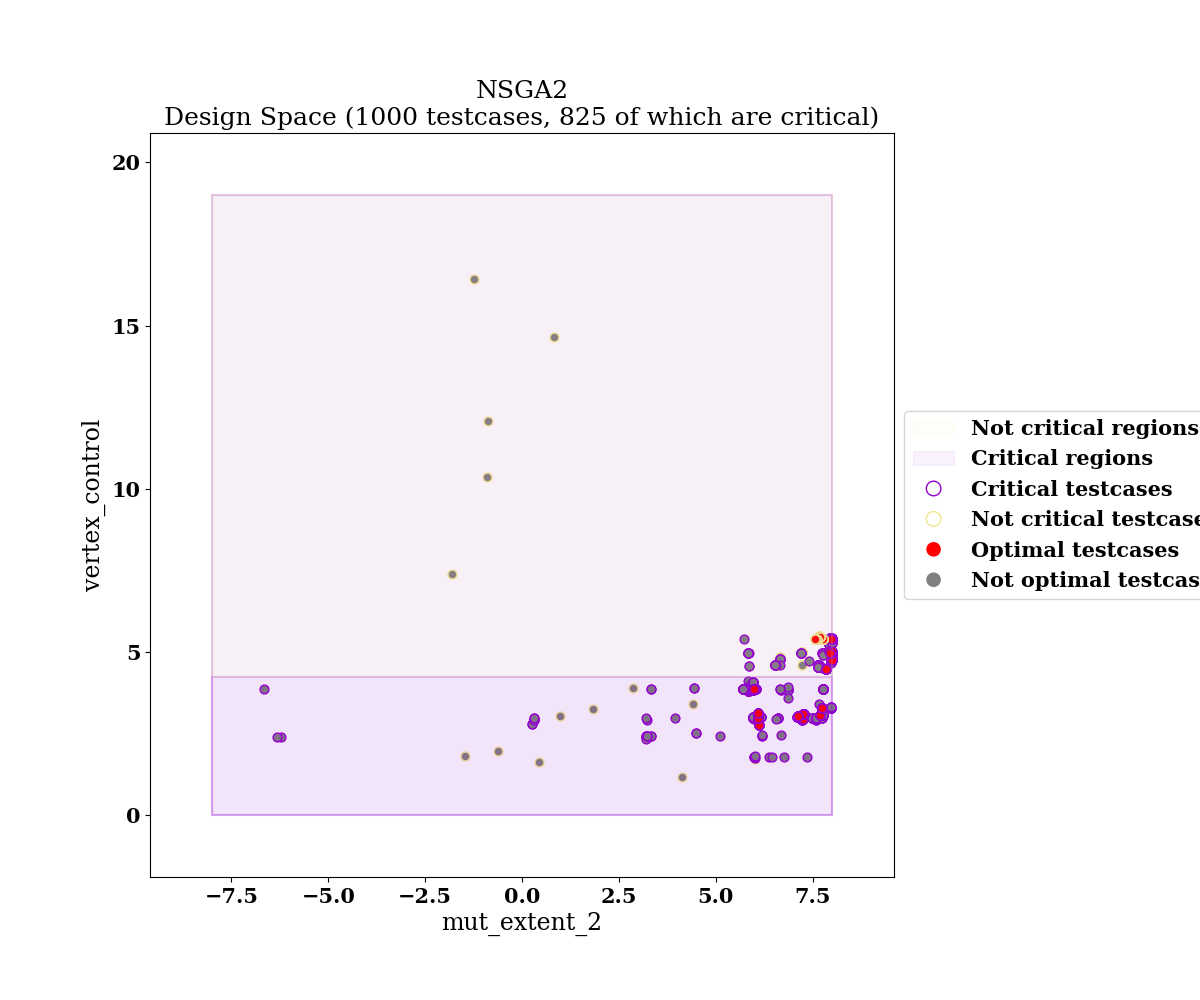 NSGA2
Design Space (1000 testcases, 825 of which are critical)
20
15
10
5
0
vertex_control
−7.5
−5.0
−2.5
0.0
2.5
5.0
7.5
mut_extent_2
Not critical regions
Critical regions
Critical testcases
Not critical testcase
Optimal testcases
Not optimal testcas